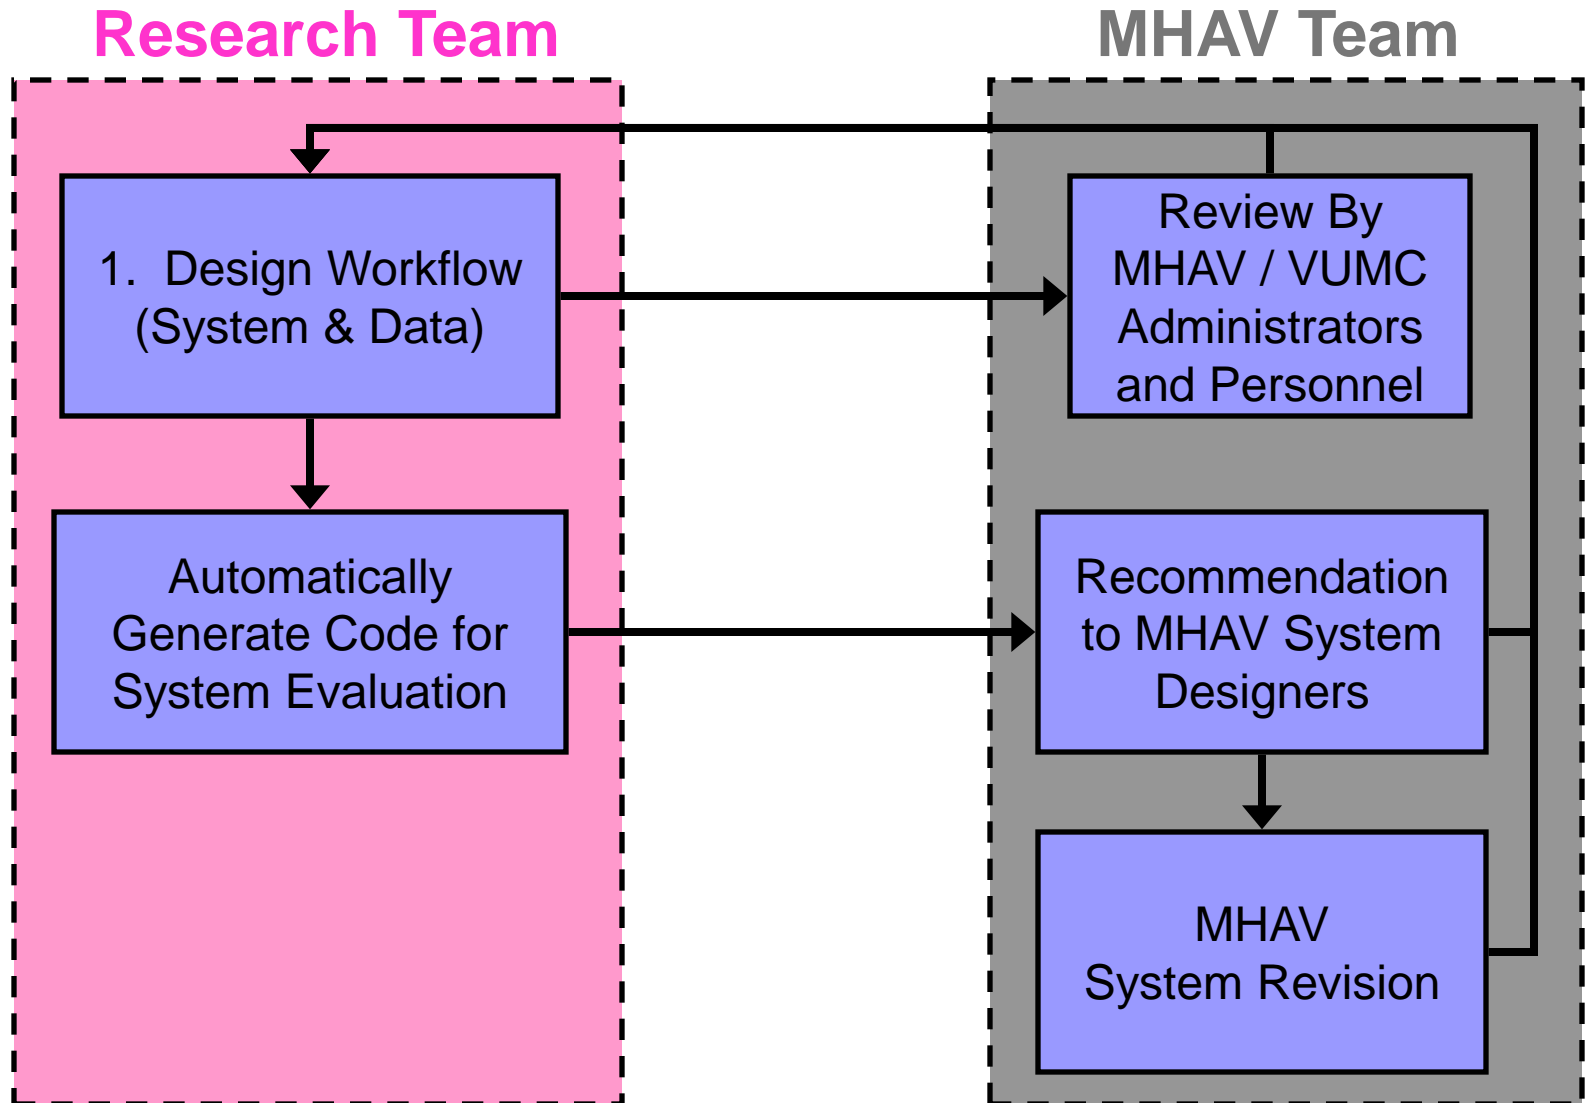 Research Team
MHAV Team
1.  Design Workflow
(System & Data)
Review By
MHAV / VUMC
Administrators
and Personnel
Automatically
Generate Code for
System Evaluation
Recommendation
to MHAV System
Designers
MHAV
System Revision